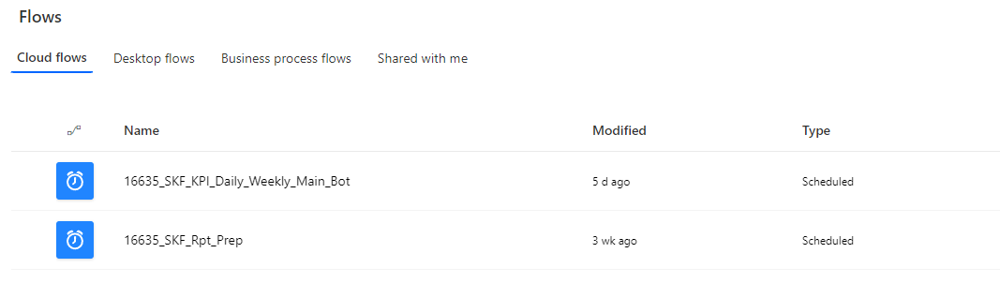 Flows
Cloud flows Desktop flows Business process flows Shared with me
Name Modified Type
16635_SKF_KPI_Daily_Weekly_Main_Bot 5 d ago Scheduled
16635_SKF_Rpt_Prep 3 wk ago Scheduled